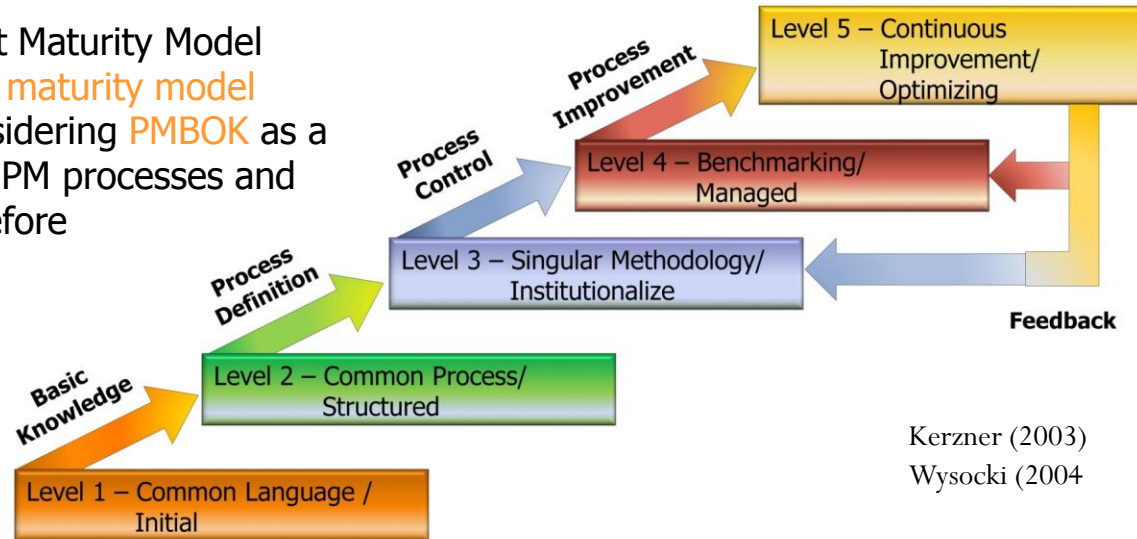 t Maturity Model
maturity model
sidering PMBOK as a
PM processes and
efore
Level 5 – Continuous
Improvement/
Optimizing
Process
Improvement
Level 4 – Benchmarking/
Managed
Process
Control
Level 3 – Singular Methodology/
Institutionalize
Feedback
Process
Definition
Level 2 – Common Process/
Structured
Basic
Knowledge
Level 1 – Common Language /
Initial
Kerzner (2003)
Wysocki (2004